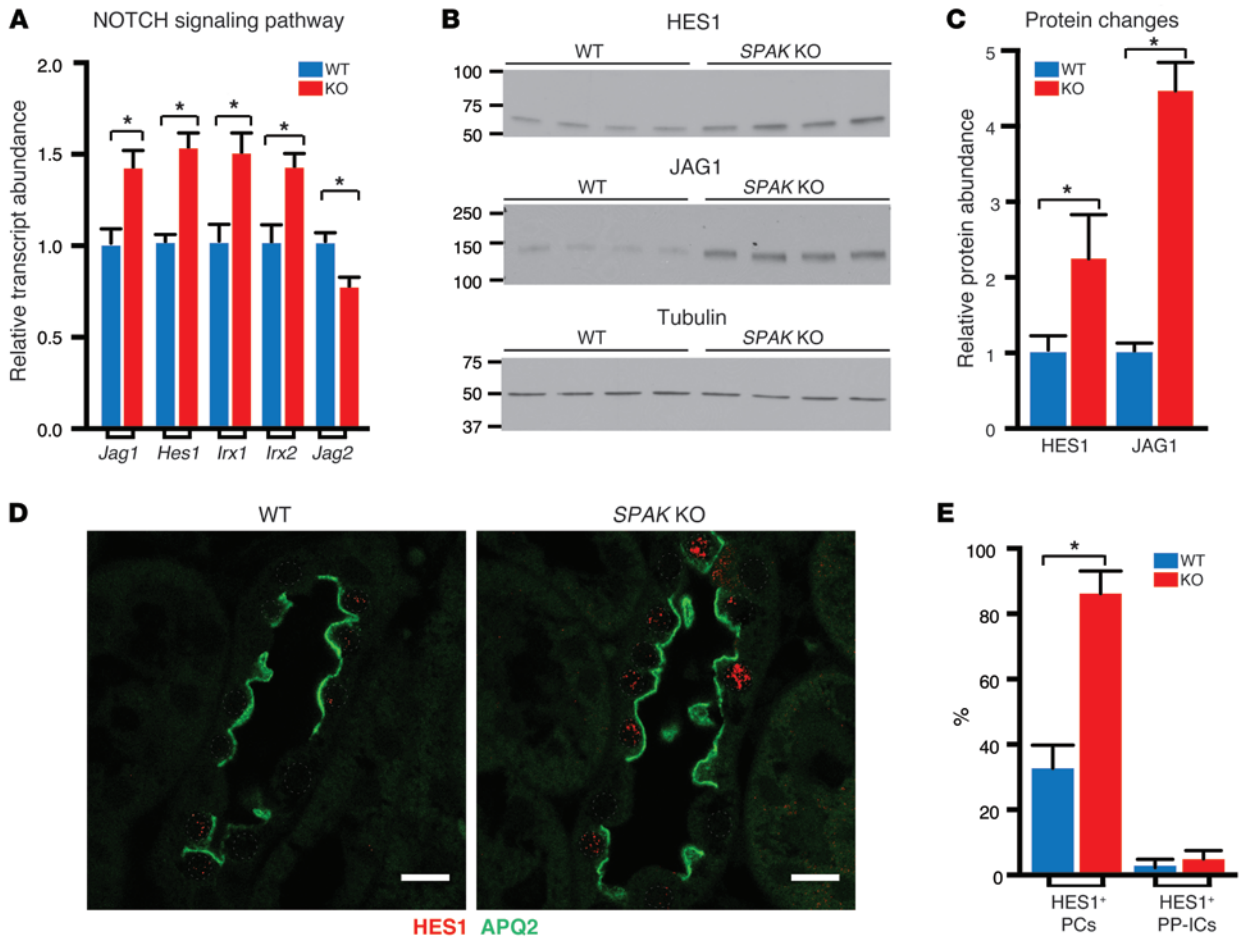 A NOTCH signaling pathway
Relative transcript abundance
2.0
1.5
1.0
0.5
0.0
WT
KO
* * * * *
Jag1 Hes1 Irx1 Irx2 Jag2
B
HES1
WT SPAK KO
100
75
50
JAG1
WT SPAK KO
250
150
100
Tubulin
WT SPAK KO
75
50
37
C Protein changes
Relative protein abundance
5
4
3
2
1
0
WT
KO
* *
HES1 JAG1
D
WT SPAK KO
HES1 APQ2
E
%
100
80
60
40
20
0
WT
KO
*
HES1+ HES1+
PCs PP-ICs